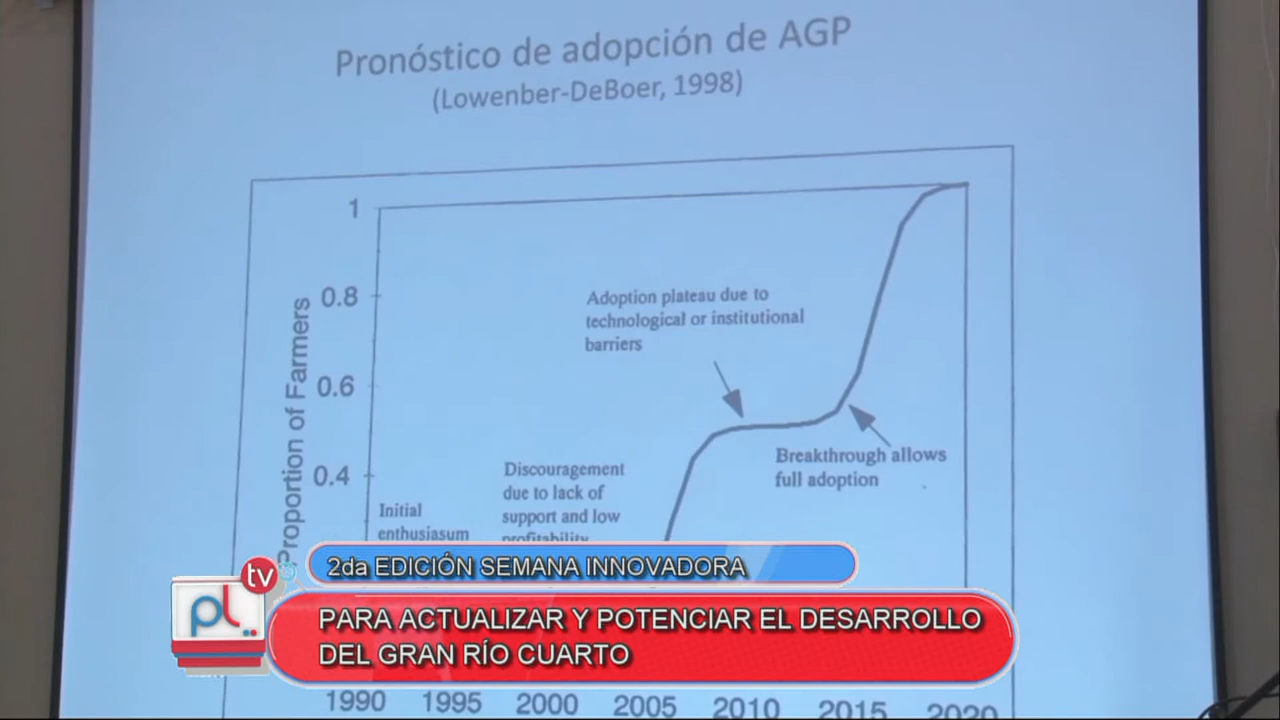 Pronóstico de adopción de AGP
(Lowenber-DeBoer, 1998)
1
0.8
0.6
0.4
Proportion of Farmers
Adoption plateau due to
technological or institutional
barriers
Breakthrough allows
full adoption
Discouragement
due to lack of
support and low
profitability
Initial
enthusiasum
tv
pl..
2da EDICIÓN SEMANA INNOVADORA
PARA ACTUALIZAR Y POTENCIAR EL DESARROLLO
DEL GRAN RÍO CUARTO
1990 1995 2000 2005 2010 2015 2020